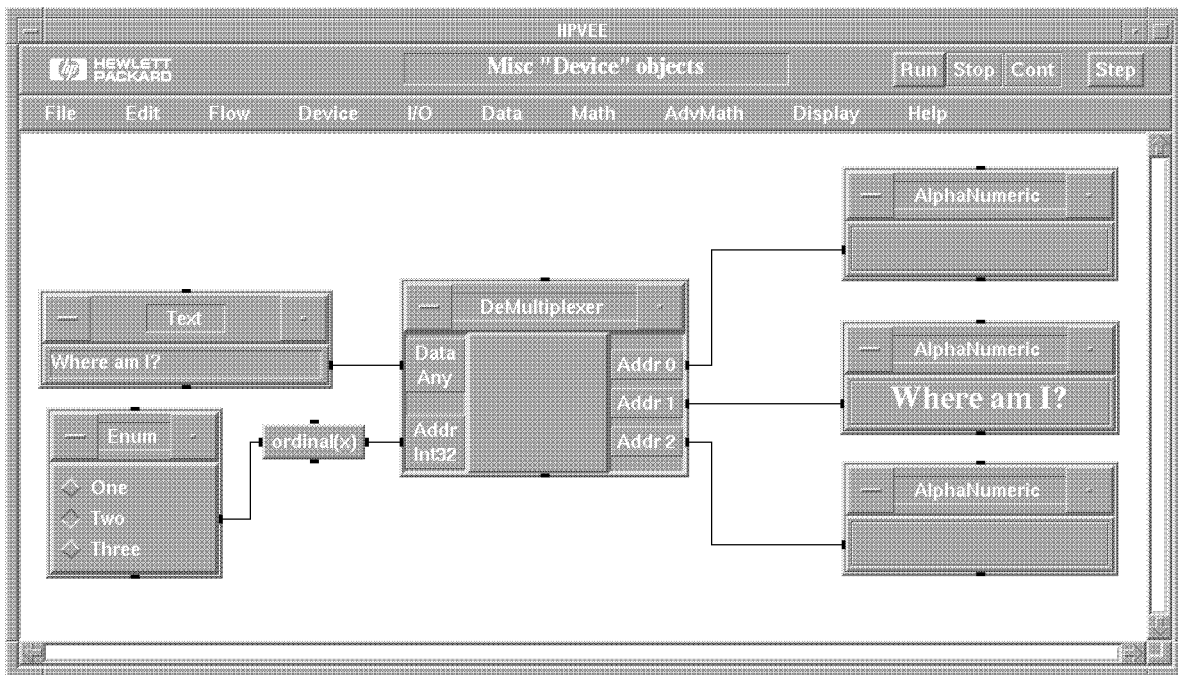 HPVEE
hp HEWLETT PACKARD
Misc "Device" objects
Run Stop Cont Step
File Edit Flow Device I/O Data Math AdvMath Display Help
AlphaNumeric
Text
Where am I?
DeMultiplexer
Data
Any
Addr
Int32
Addr 0
Addr 1
Addr 2
AlphaNumeric
Where am I?
Enum
One
Two
Three
ordinal(x)
AlphaNumeric